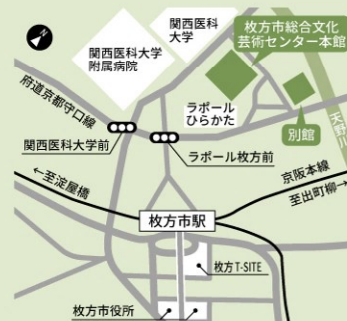 関西医科大学
附属病院
関西医科
大学
枚方市総合文化
芸術センター本館
ラポール
ひらかた
別館
天野川
府道京都守口線
関西医科大学前
ラポール枚方前
←至淀屋橋
京阪本線
至出町柳→
枚方市駅
枚方T-SITE
枚方市役所